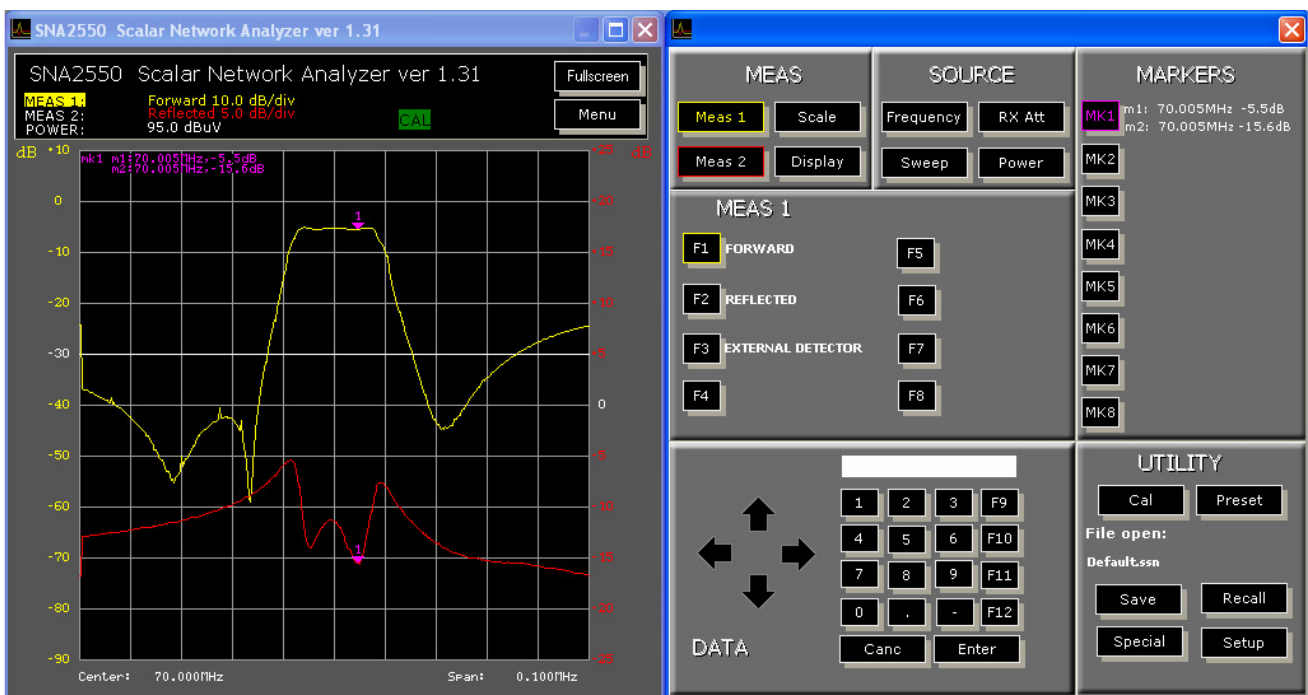 SNA2550 Scalar Network Analyzer ver 1.31
SNA2550 Scalar Network Analyzer ver 1.31
Fullscreen
Menu
MEAS 1: Forward 10.0 dB/div
MEAS 2: Reflected 5.0 dB/div
POWER: 95.0 dBuV
CAL
dB +10 +25 dB
mk1 m1:70.005MHz,-5,5dB
m2:70.005MHz,-15.6dB
0 +20
1
-10 +15
-20 +10
-30 +5
-40 0
-50 -5
-60 -10
1
-70 -15
-80 -20
-90 -25
Center: 70.000MHz Span: 0.100MHz
MEAS
Meas 1 Scale
Meas 2 Display
SOURCE
Frequency RX Att
Sweep Power
MARKERS
MK1 m1: 70.005MHz -5.5dB
m2: 70.005MHz -15.6dB
MK2
MK3
MK4
MK5
MK6
MK7
MK8
MEAS 1
F1 FORWARD F5
F2 REFLECTED F6
F3 EXTERNAL DETECTOR F7
F4 F8
DATA
1 2 3 F9
4 5 6 F10
7 8 9 F11
0 . - F12
Canc Enter
UTILITY
Cal Preset
File open:
Default.ssn
Save Recall
Special Setup